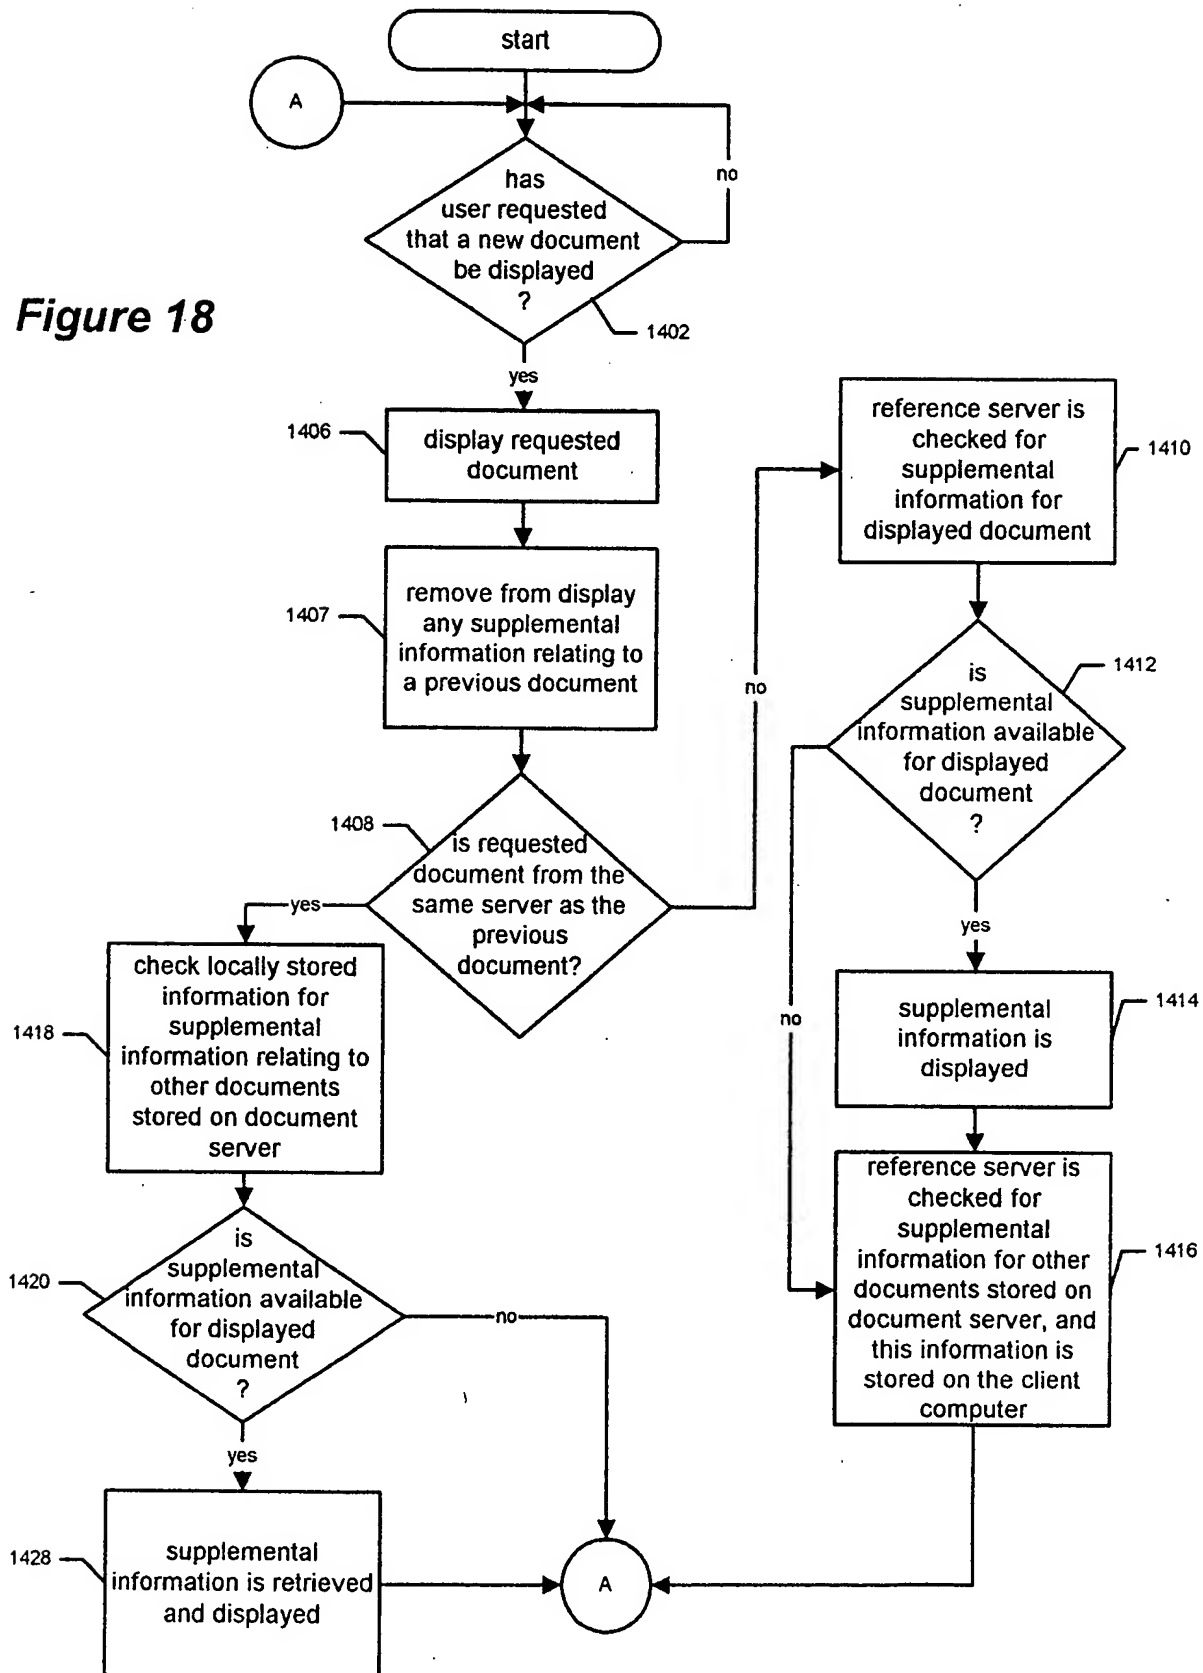 start
A
has
user requested
that a new document
be displayed
?
no
1402
Figure 18
yes
1406
display requested
document
1407
remove from display
any supplemental
information relating to
a previous document
1408
is requested
document from the
same server as the
previous
document?
yes
no
1418
check locally stored
information for
supplemental
information relating to
other documents
stored on document
server
1420
is
supplemental
information available
for displayed
document
?
no
yes
1428
supplemental
information is retrieved
and displayed
A
reference server is
checked for
supplemental
information for
displayed document
1410
is
supplemental
information available
for displayed
document
?
1412
no
yes
supplemental
information is
displayed
1414
reference server is
checked for
supplemental
information for other
documents stored on
document server, and
this information is
stored on the client
computer
1416